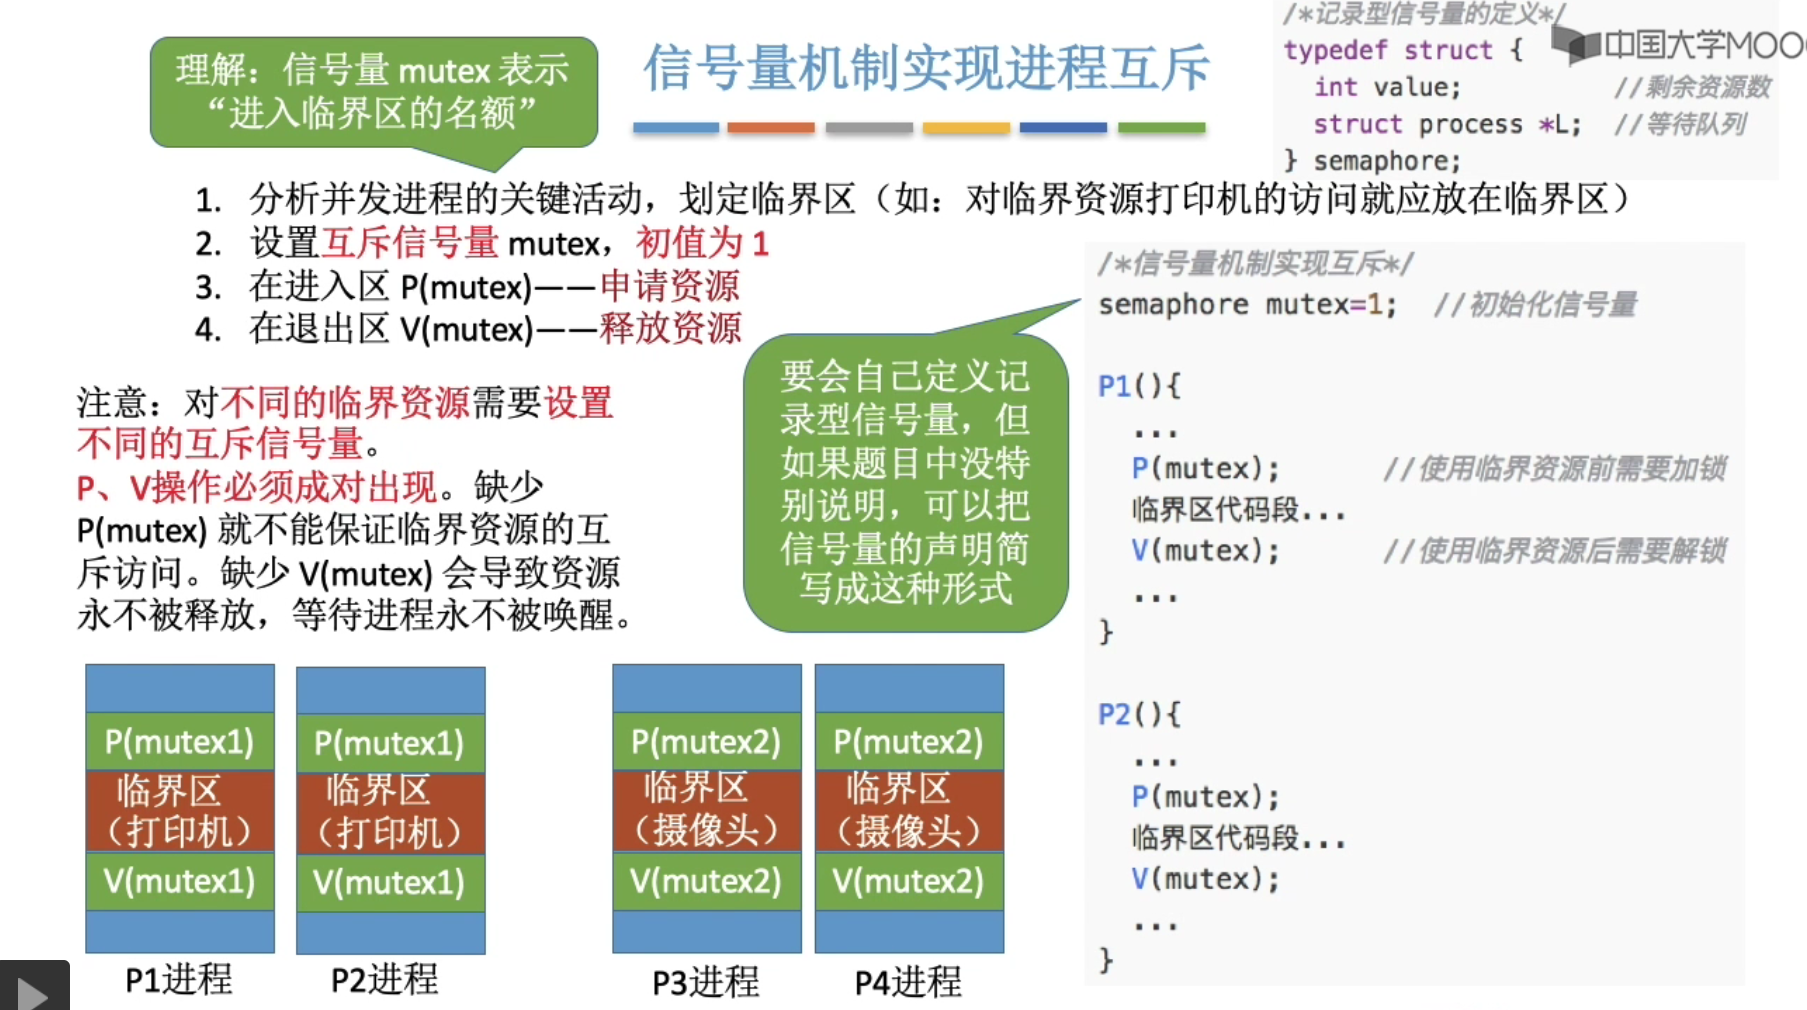 理解：信号量 mutex 表示
“进入临界区的名额”
信号量机制实现进程互斥
/*记录型信号量的定义*/
typedef struct {
int value; //剩余资源数
struct process *L; //等待队列
} semaphore;
中国大学MOO
1. 分析并发进程的关键活动，划定临界区（如：对临界资源打印机的访问就应放在临界区）
2. 设置互斥信号量 mutex，初值为 1
3. 在进入区 P(mutex)——申请资源
4. 在退出区 V(mutex)——释放资源
注意：对不同的临界资源需要设置
不同的互斥信号量。
P、V操作必须成对出现。缺少
P(mutex) 就不能保证临界资源的互
斥访问。缺少 V(mutex) 会导致资源
永不被释放，等待进程永不被唤醒。
要会自己定义记
录型信号量，但
如果题目中没特
别说明，可以把
信号量的声明简
写成这种形式
/*信号量机制实现互斥*/
semaphore mutex=1; //初始化信号量
P1(){
...
P(mutex); //使用临界资源前需要加锁
临界区代码段...
V(mutex); //使用临界资源后需要解锁
...
}
P2(){
...
P(mutex);
临界区代码段...
V(mutex);
...
}
P(mutex1)
临界区
（打印机）
V(mutex1)
P1进程
P(mutex1)
临界区
（打印机）
V(mutex1)
P2进程
P(mutex2)
临界区
（摄像头）
V(mutex2)
P3进程
P(mutex2)
临界区
（摄像头）
V(mutex2)
P4进程